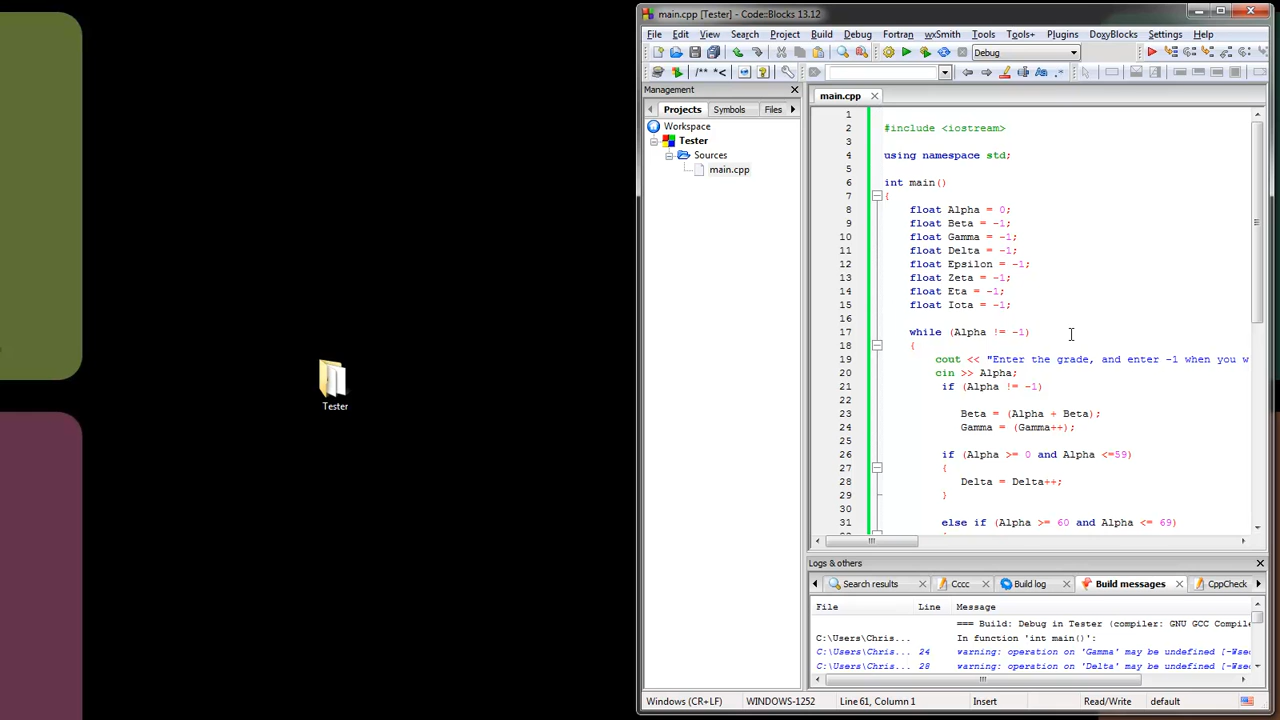 main.cpp [Tester] - Code::Blocks 13.12
File Edit View Search Project Build Debug Fortran wxSmith Tools Tools+ Plugins DoxyBlocks Settings Help
Debug
/** *<
Management
Projects Symbols Files
Workspace
Tester
Sources
main.cpp
Tester
main.cpp
1
2 #include <iostream>
3
4 using namespace std;
5
6 int main()
7 {
8 float Alpha = 0;
9 float Beta = -1;
10 float Gamma = -1;
11 float Delta = -1;
12 float Epsilon = -1;
13 float Zeta = -1;
14 float Eta = -1;
15 float Iota = -1;
16
17 while (Alpha != -1)
18 {
19 cout << "Enter the grade, and enter -1 when you w
20 cin >> Alpha;
21 if (Alpha != -1)
22
23 Beta = (Alpha + Beta);
24 Gamma = (Gamma++);
25
26 if (Alpha >= 0 and Alpha <=59)
27 {
28 Delta = Delta++;
29 }
30
31 else if (Alpha >= 60 and Alpha <= 69)
Logs & others
Search results Cccc Build log Build messages CppCheck
File Line Message
=== Build: Debug in Tester (compiler: GNU GCC Compile
C:\Users\Chris... In function 'int main()':
C:\Users\Chris... 24 warning: operation on 'Gamma' may be undefined [-Wsec
C:\Users\Chris... 28 warning: operation on 'Delta' may be undefined [-Wsec
Windows (CR+LF) WINDOWS-1252 Line 61, Column 1 Insert Read/Write default